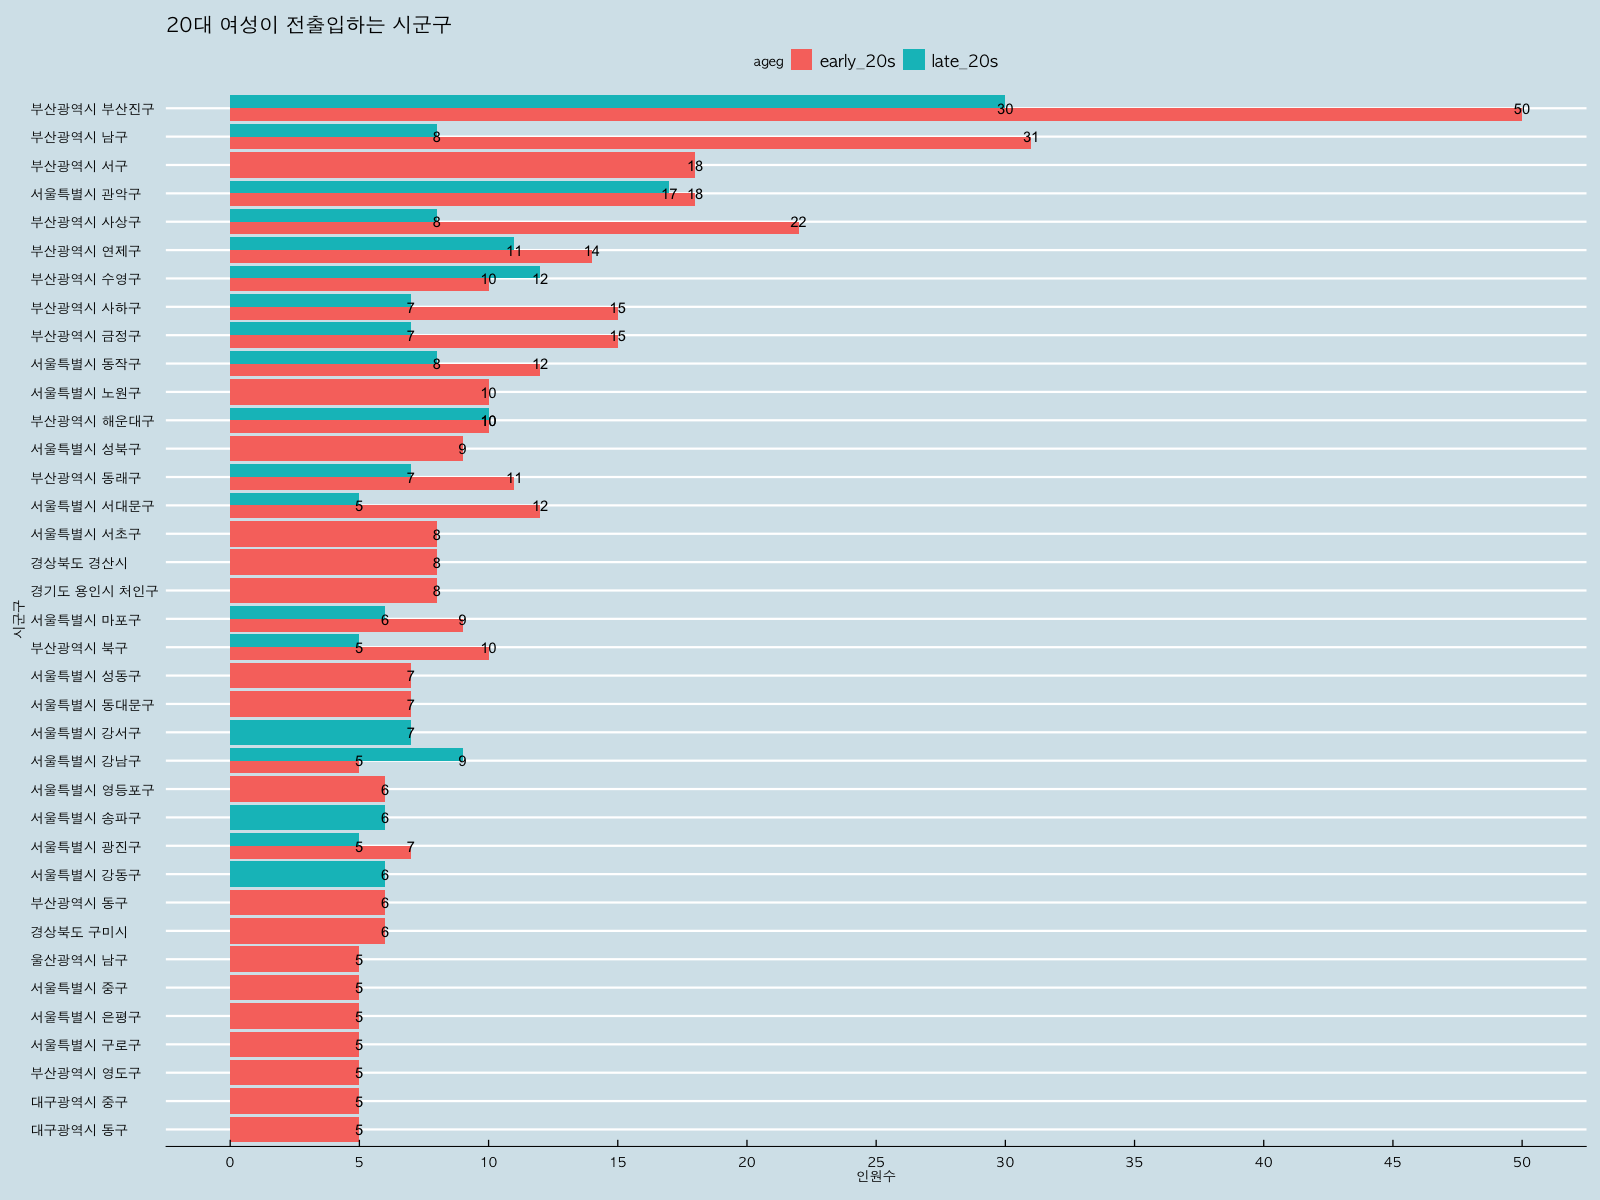 20대 여성이 전출입하는 시군구
ageg early_20s late_20s
부산광역시 부산진구 30 50
부산광역시 남구 8 31
부산광역시 서구 18
서울특별시 관악구 17 18
부산광역시 사상구 8 22
부산광역시 연제구 11 14
부산광역시 수영구 10 12
부산광역시 사하구 7 15
부산광역시 금정구 7 15
서울특별시 동작구 8 12
서울특별시 노원구 10
부산광역시 해운대구 10
서울특별시 성북구 9
부산광역시 동래구 7 11
서울특별시 서대문구 5 12
서울특별시 서초구 8
경상북도 경산시 8
경기도 용인시 처인구 8
서울특별시 마포구 6 9
부산광역시 북구 5 10
서울특별시 성동구 7
서울특별시 동대문구 7
서울특별시 강서구 7
서울특별시 강남구 5 9
서울특별시 영등포구 6
서울특별시 송파구 6
서울특별시 광진구 5 7
서울특별시 강동구 6
부산광역시 동구 6
경상북도 구미시 6
울산광역시 남구 5
서울특별시 중구 5
서울특별시 은평구 5
서울특별시 구로구 5
부산광역시 영도구 5
대구광역시 중구 5
대구광역시 동구 5
시군구
0 5 10 15 20 25 30 35 40 45 50
인원수